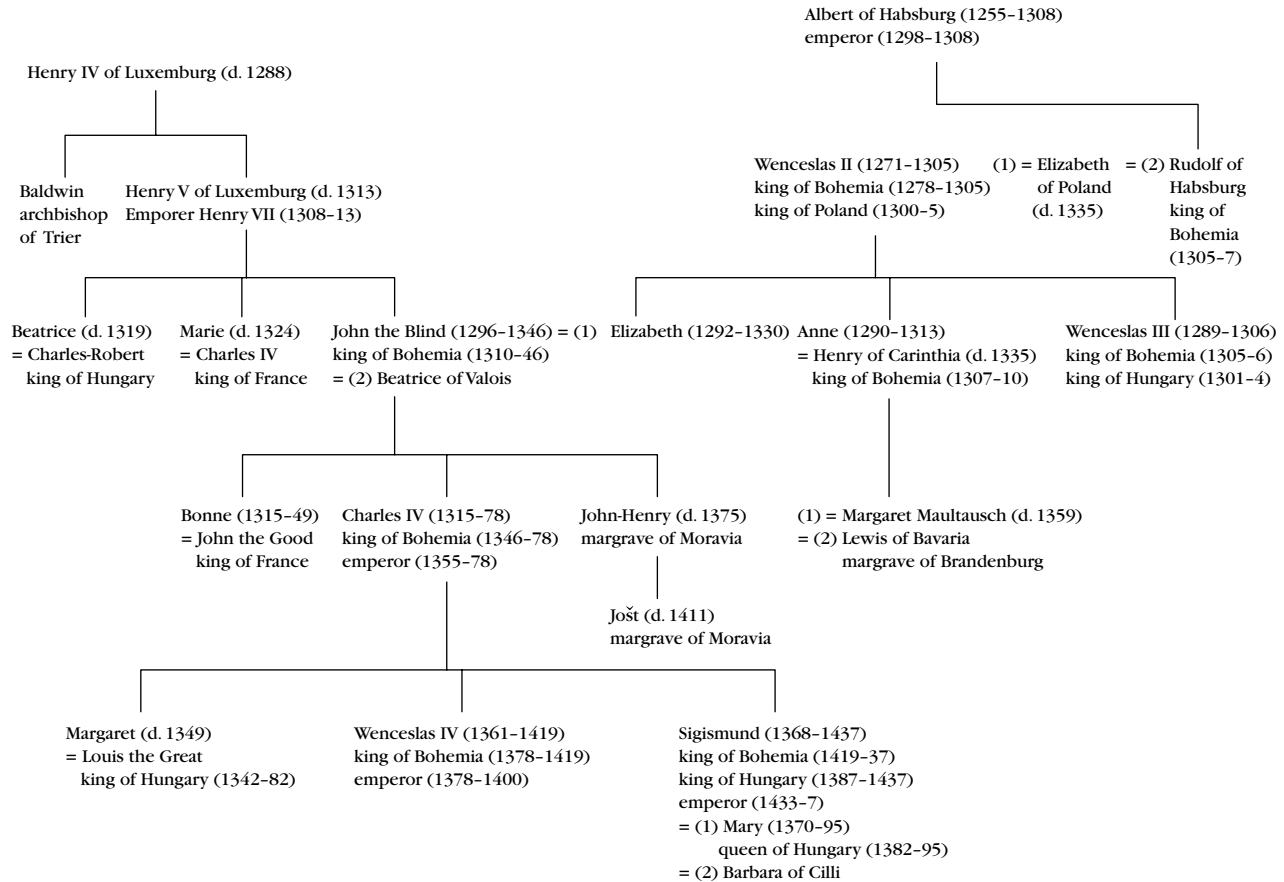 Albert of Habsburg (1255–1308)
emperor (1298–1308)
Henry IV of Luxemburg (d. 1288)
Baldwin
archbishop
of Trier
Henry V of Luxemburg (d. 1313)
Emporer Henry VII (1308–13)
Wenceslas II (1271–1305)
king of Bohemia (1278–1305)
king of Poland (1300–5)
(1) = Elizabeth
of Poland
(d. 1335)
= (2) Rudolf of
Habsburg
king of
Bohemia
(1305–7)
Beatrice (d. 1319)
= Charles-Robert
king of Hungary
Marie (d. 1324)
= Charles IV
king of France
John the Blind (1296–1346) = (1)
king of Bohemia (1310–46)
= (2) Beatrice of Valois
Elizabeth (1292–1330)
Anne (1290–1313)
= Henry of Carinthia (d. 1335)
king of Bohemia (1307–10)
Wenceslas III (1289–1306)
king of Bohemia (1305–6)
king of Hungary (1301–4)
Bonne (1315–49)
= John the Good
king of France
Charles IV (1315–78)
king of Bohemia (1346–78)
emperor (1355–78)
John-Henry (d. 1375)
margrave of Moravia
(1) = Margaret Maultausch (d. 1359)
= (2) Lewis of Bavaria
margrave of Brandenburg
Jošt (d. 1411)
margrave of Moravia
Margaret (d. 1349)
= Louis the Great
king of Hungary (1342–82)
Wenceslas IV (1361–1419)
king of Bohemia (1378–1419)
emperor (1378–1400)
Sigismund (1368–1437)
king of Bohemia (1419–37)
king of Hungary (1387–1437)
emperor (1433–7)
= (1) Mary (1370–95)
queen of Hungary (1382–95)
= (2) Barbara of Cilli